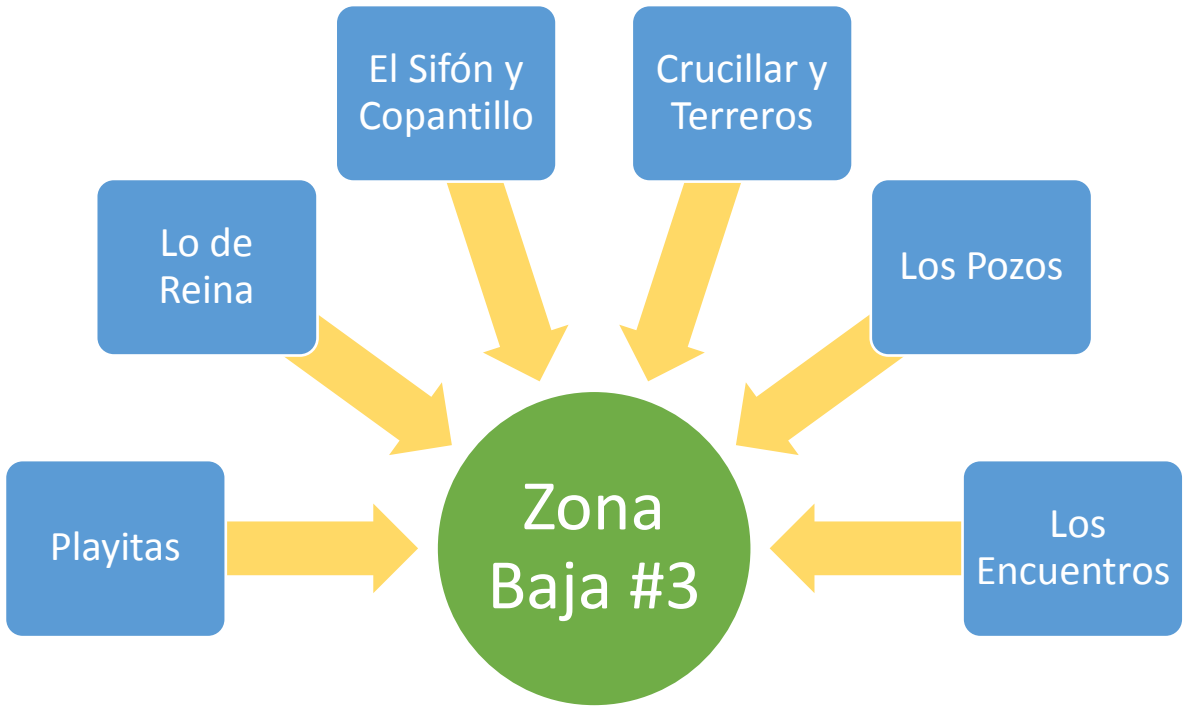 El Sifón y
Copantillo
Crucillar y
Terreros
Lo de
Reina
Los Pozos
Playitas
Zona
Baja #3
Los
Encuentros